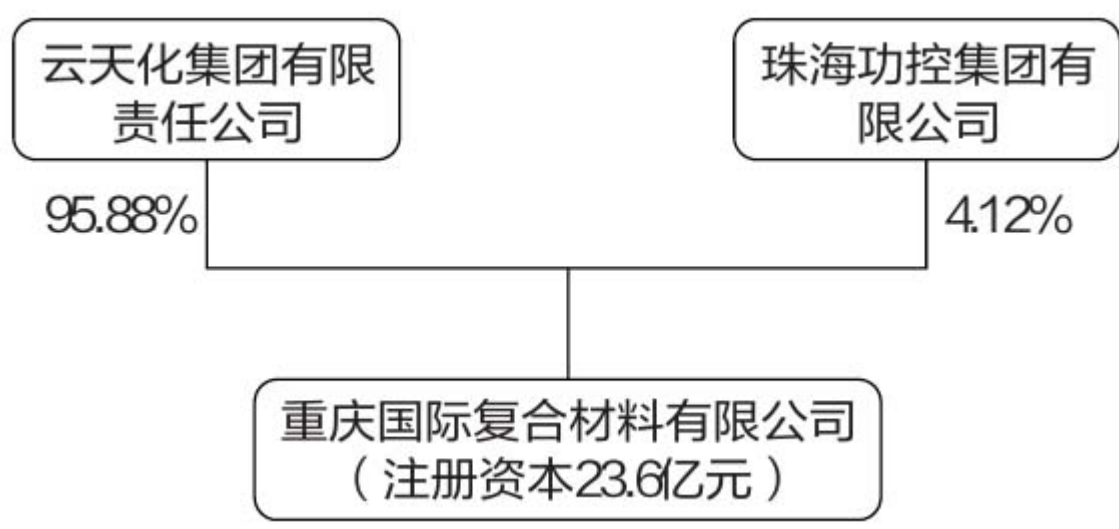 云天化集团有限
责任公司
珠海功控集团有
限公司
95.88%
4.12%
重庆国际复合材料有限公司
（注册资本23.6亿元）